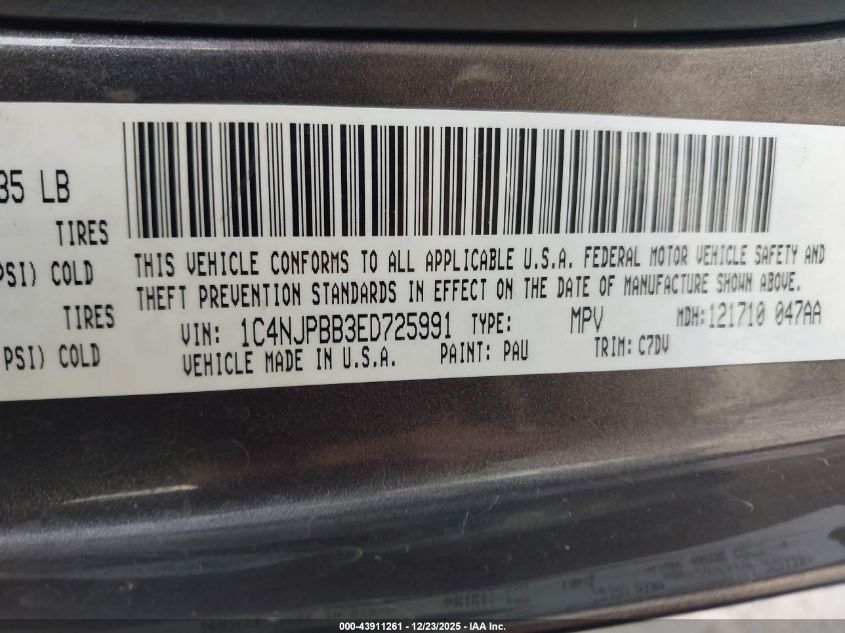 35 LB
TIRES
PSI) COLD
TIRES
PSI) COLD
THIS VEHICLE CONFORMS TO ALL APPLICABLE U.S.A. FEDERAL MOTOR VEHICLE SAFETY AND
THEFT PREVENTION STANDARDS IN EFFECT ON THE DATE OF MANUFACTURE SHOWN ABOVE.
VIN: 1C4NJPBB3ED725991 TYPE: MPV MDH:121710 047AA
VEHICLE MADE IN U.S.A. PAINT: PAU TRIM: C7DV
000-43911261 - 12/23/2025 - IAA Inc.